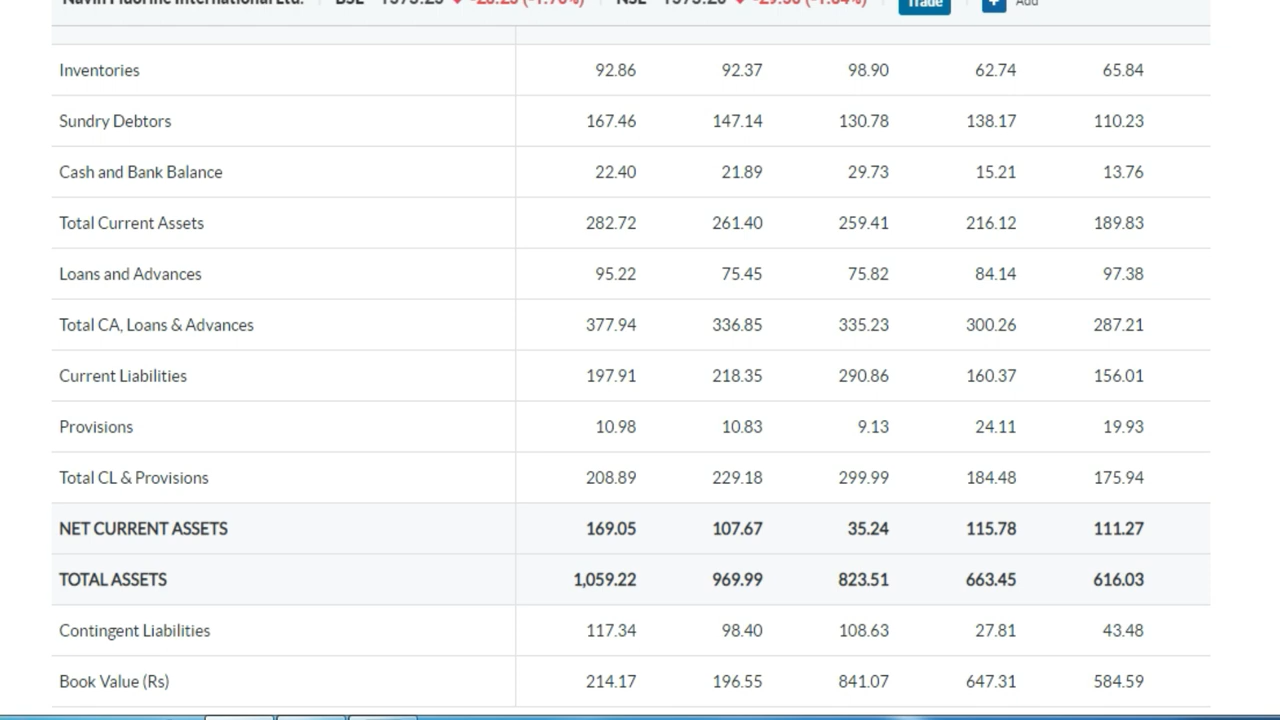 Navin Fluorine International Ltd. BSE NSE Trade + Add
Inventories 92.86 92.37 98.90 62.74 65.84
Sundry Debtors 167.46 147.14 130.78 138.17 110.23
Cash and Bank Balance 22.40 21.89 29.73 15.21 13.76
Total Current Assets 282.72 261.40 259.41 216.12 189.83
Loans and Advances 95.22 75.45 75.82 84.14 97.38
Total CA, Loans & Advances 377.94 336.85 335.23 300.26 287.21
Current Liabilities 197.91 218.35 290.86 160.37 156.01
Provisions 10.98 10.83 9.13 24.11 19.93
Total CL & Provisions 208.89 229.18 299.99 184.48 175.94
NET CURRENT ASSETS 169.05 107.67 35.24 115.78 111.27
TOTAL ASSETS 1,059.22 969.99 823.51 663.45 616.03
Contingent Liabilities 117.34 98.40 108.63 27.81 43.48
Book Value (Rs) 214.17 196.55 841.07 647.31 584.59